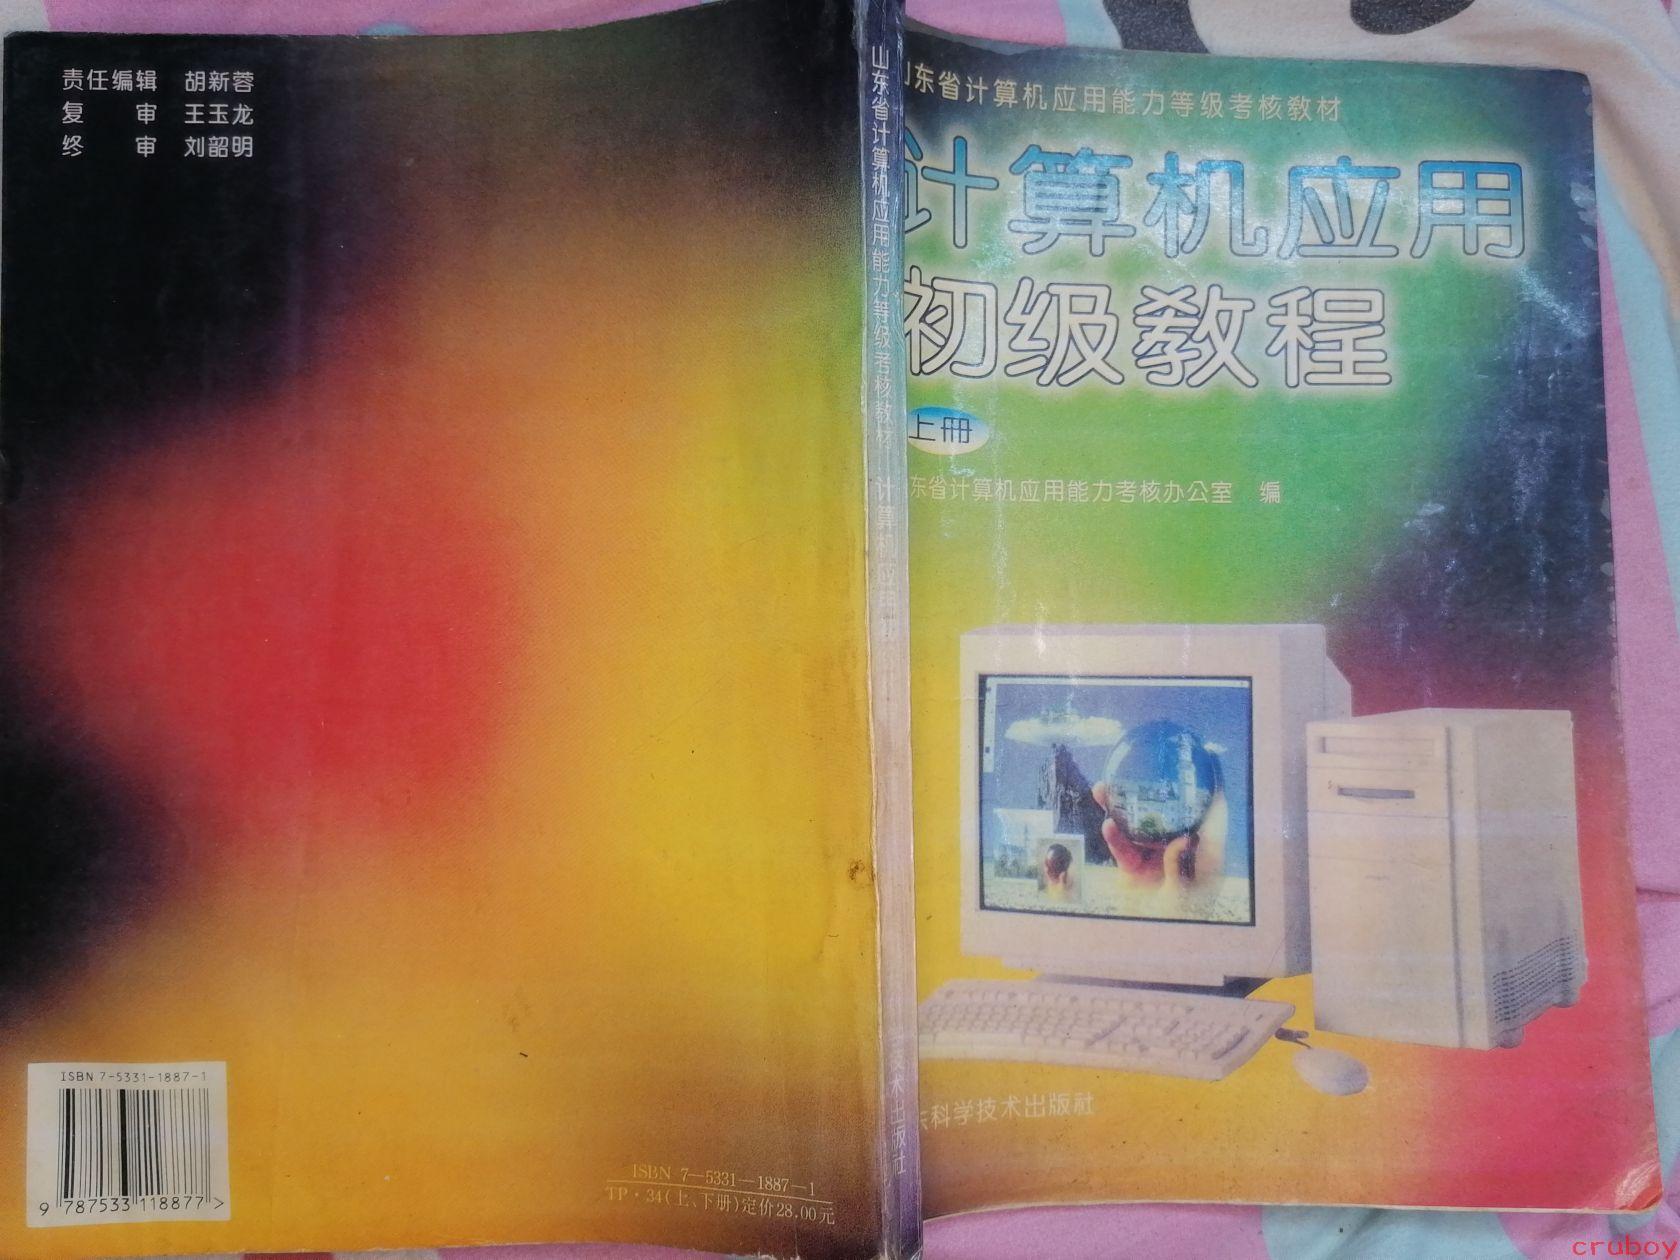 责任编辑 胡新蓉
复 审 王玉龙
终 审 刘韶明
ISBN 7-5331-1887-1
9 787533 118877 >
ISBN 7—5331—1887—1
TP·34(上、下册)定价28.00元
山东省计算机应用能力等级考核教材 计算机应用
技术出版社
山东省计算机应用能力等级考核教材
计算机应用
初级教程
上册
东省计算机应用能力考核办公室 编
东科学技术出版社
cruboy